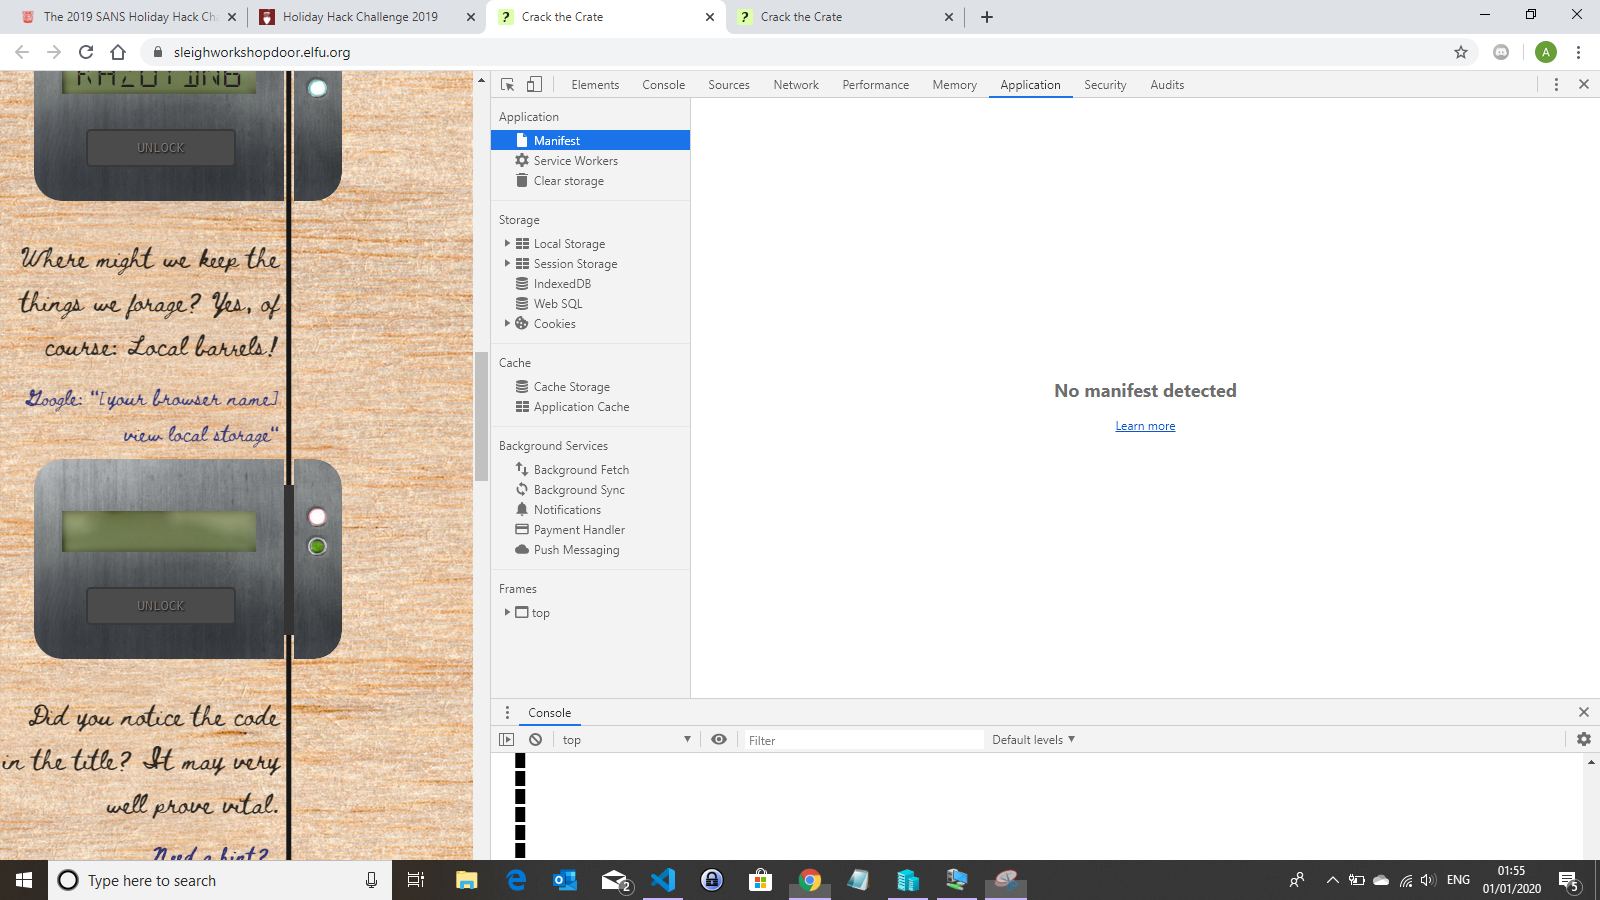 The 2019 SANS Holiday Hack Cha
Holiday Hack Challenge 2019
Crack the Crate
Crack the Crate
sleighworkshopdoor.elfu.org
A
UNLOCK
Where might we keep the
things we forage? Yes, of
course: Local barrels!
Google: "[your browser name]
view local storage"
UNLOCK
Did you notice the code
in the title? It may very
well prove vital.
Need a hint?
Elements Console Sources Network Performance Memory Application Security Audits
Application
Manifest
Service Workers
Clear storage
Storage
Local Storage
Session Storage
IndexedDB
Web SQL
Cookies
Cache
Cache Storage
Application Cache
Background Services
Background Fetch
Background Sync
Notifications
Payment Handler
Push Messaging
Frames
top
No manifest detected
Learn more
Console
top
Filter
Default levels
Type here to search
2
ENG
01:55
01/01/2020
5